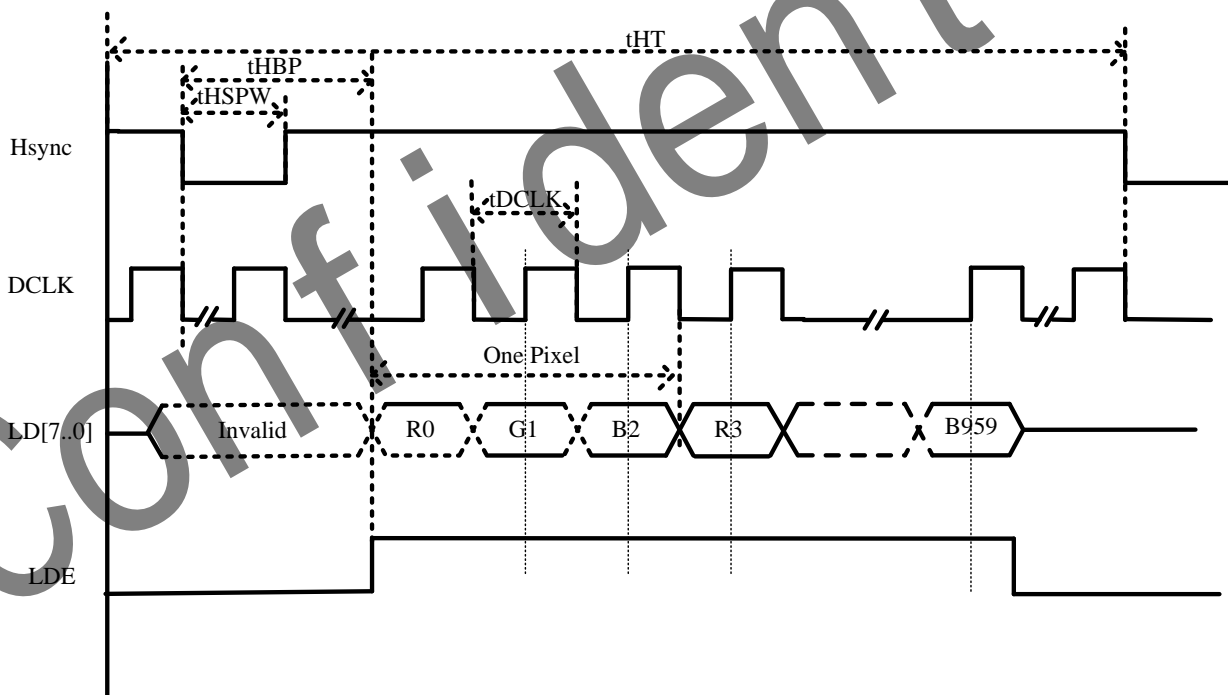 tHT
tHBP
tHSPW
Hsync
tDCLK
DCLK
One Pixel
LD[7..0]
Invalid
R0
G1
B2
R3
B959
LDE
Confident